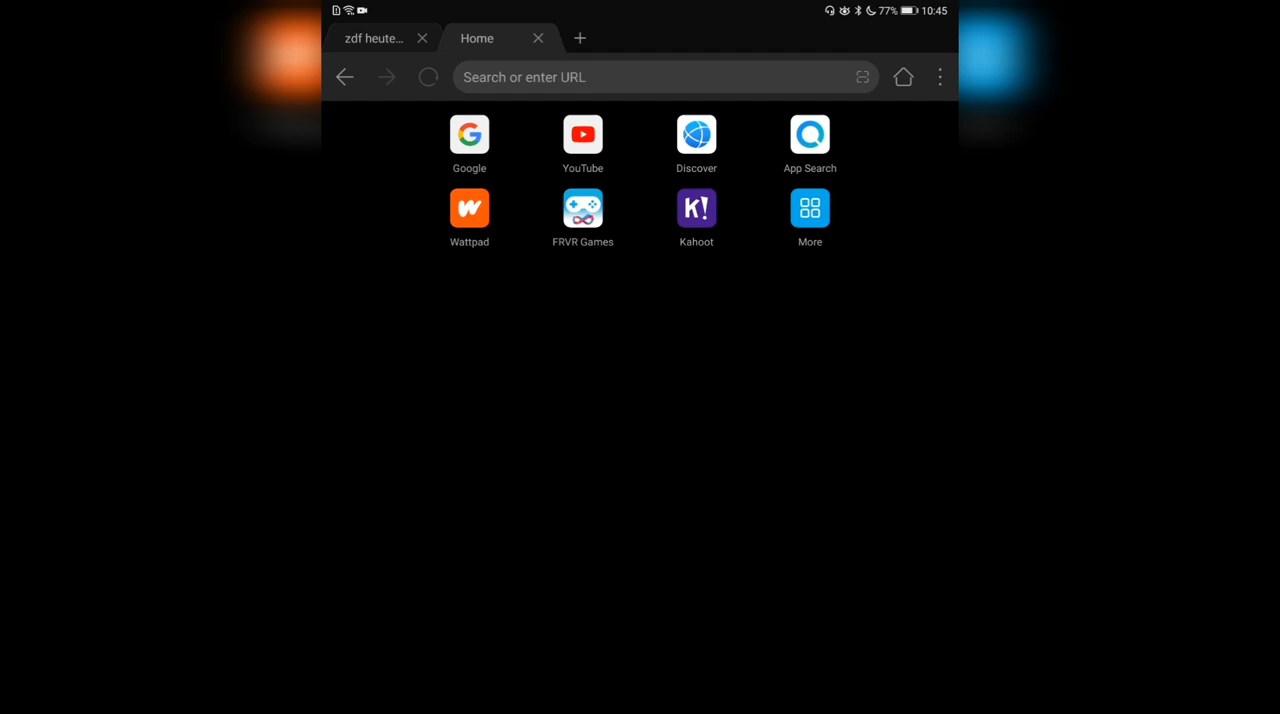 77% 10:45
zdf heute... Home
Search or enter URL
Google YouTube Discover App Search
K!
Wattpad FRVR Games Kahoot More